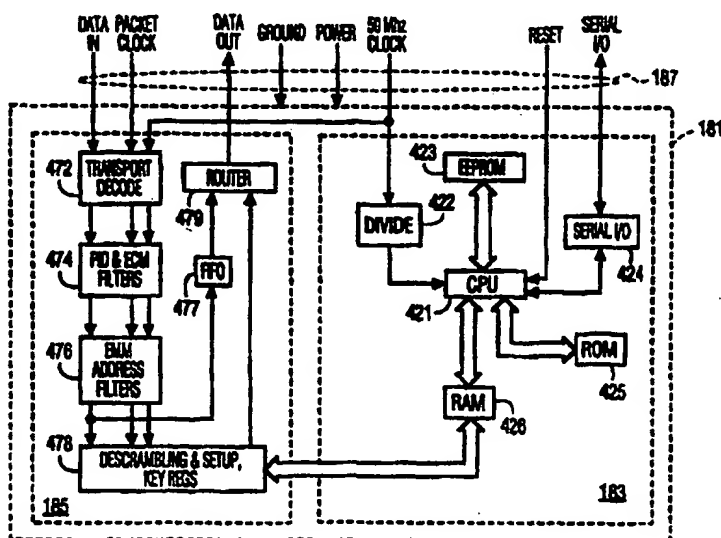 DATA IN
PACKET CLOCK
DATA OUT
GROUND
POWER
50 Mhz CLOCK
RESET
SERIAL I/O
187
181
472
TRANSPORT DECODE
ROUTER
479
423
EEPROM
DIVIDE
422
SERIAL I/O
424
474
PID & ECM FILTERS
FIFO
477
CPU
421
476
EMM ADDRESS FILTERS
ROM
425
RAM
426
478
DESCRAMBLING & SETUP,
KEY REGS
185
183